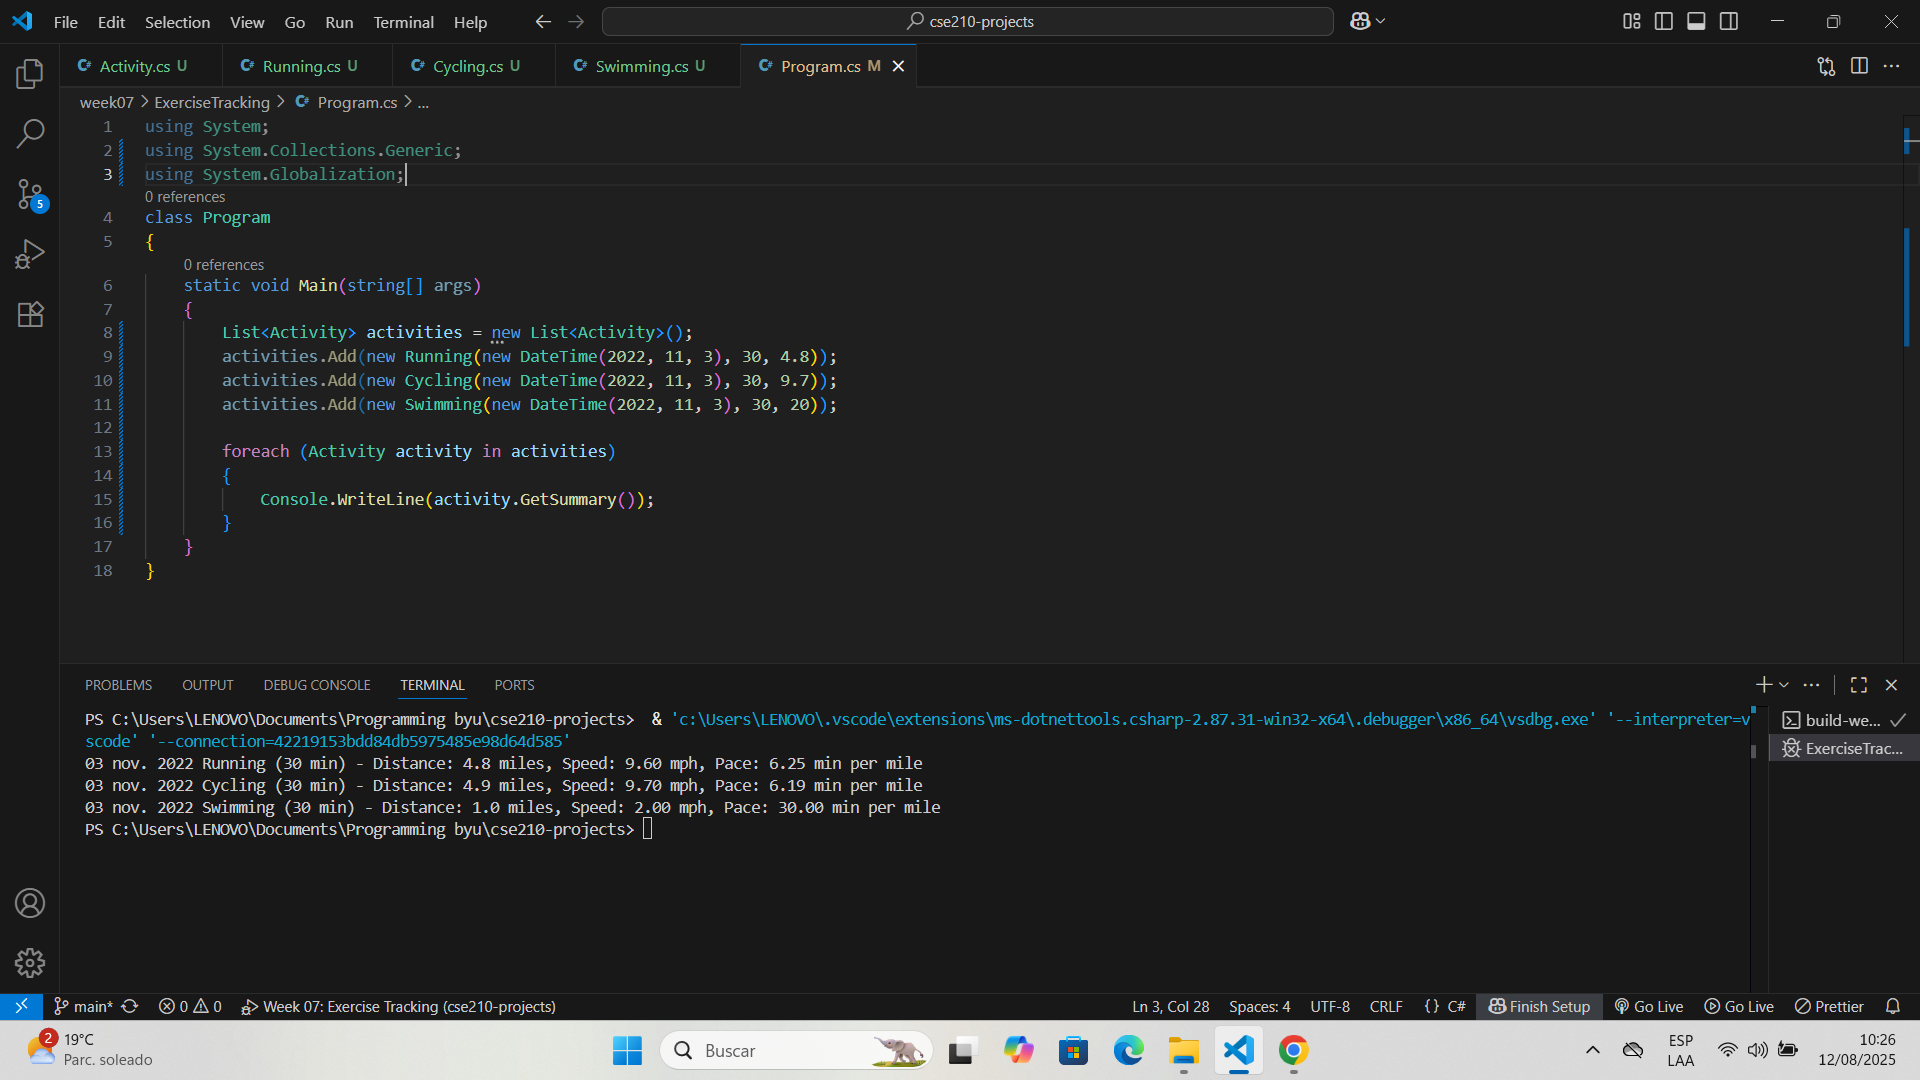 File Edit Selection View Go Run Terminal Help
cse210-projects
Activity.cs U Running.cs U Cycling.cs U Swimming.cs U Program.cs M
week07 > ExerciseTracking > Program.cs > ...
1 using System;
2 using System.Collections.Generic;
3 using System.Globalization;
0 references
4 class Program
5 {
0 references
6 static void Main(string[] args)
7 {
8 List<Activity> activities = new List<Activity>();
9 activities.Add(new Running(new DateTime(2022, 11, 3), 30, 4.8));
10 activities.Add(new Cycling(new DateTime(2022, 11, 3), 30, 9.7));
11 activities.Add(new Swimming(new DateTime(2022, 11, 3), 30, 20));
12
13 foreach (Activity activity in activities)
14 {
15 Console.WriteLine(activity.GetSummary());
16 }
17 }
18 }
5
PROBLEMS OUTPUT DEBUG CONSOLE TERMINAL PORTS
PS C:\Users\LENOVO\Documents\Programming byu\cse210-projects> & 'c:\Users\LENOVO\.vscode\extensions\ms-dotnettools.csharp-2.87.31-win32-x64\.debugger\x86_64\vsdbg.exe' '--interpreter=v
scode' '--connection=42219153bdd84db5975485e98d64d585'
03 nov. 2022 Running (30 min) - Distance: 4.8 miles, Speed: 9.60 mph, Pace: 6.25 min per mile
03 nov. 2022 Cycling (30 min) - Distance: 4.9 miles, Speed: 9.70 mph, Pace: 6.19 min per mile
03 nov. 2022 Swimming (30 min) - Distance: 1.0 miles, Speed: 2.00 mph, Pace: 30.00 min per mile
PS C:\Users\LENOVO\Documents\Programming byu\cse210-projects>
build-we...
ExerciseTrac...
main* 0 0 Week 07: Exercise Tracking (cse210-projects) Ln 3, Col 28 Spaces: 4 UTF-8 CRLF {} C# Finish Setup Go Live Go Live Prettier
2 19°C
Parc. soleado
Buscar
ESP
LAA
10:26
12/08/2025